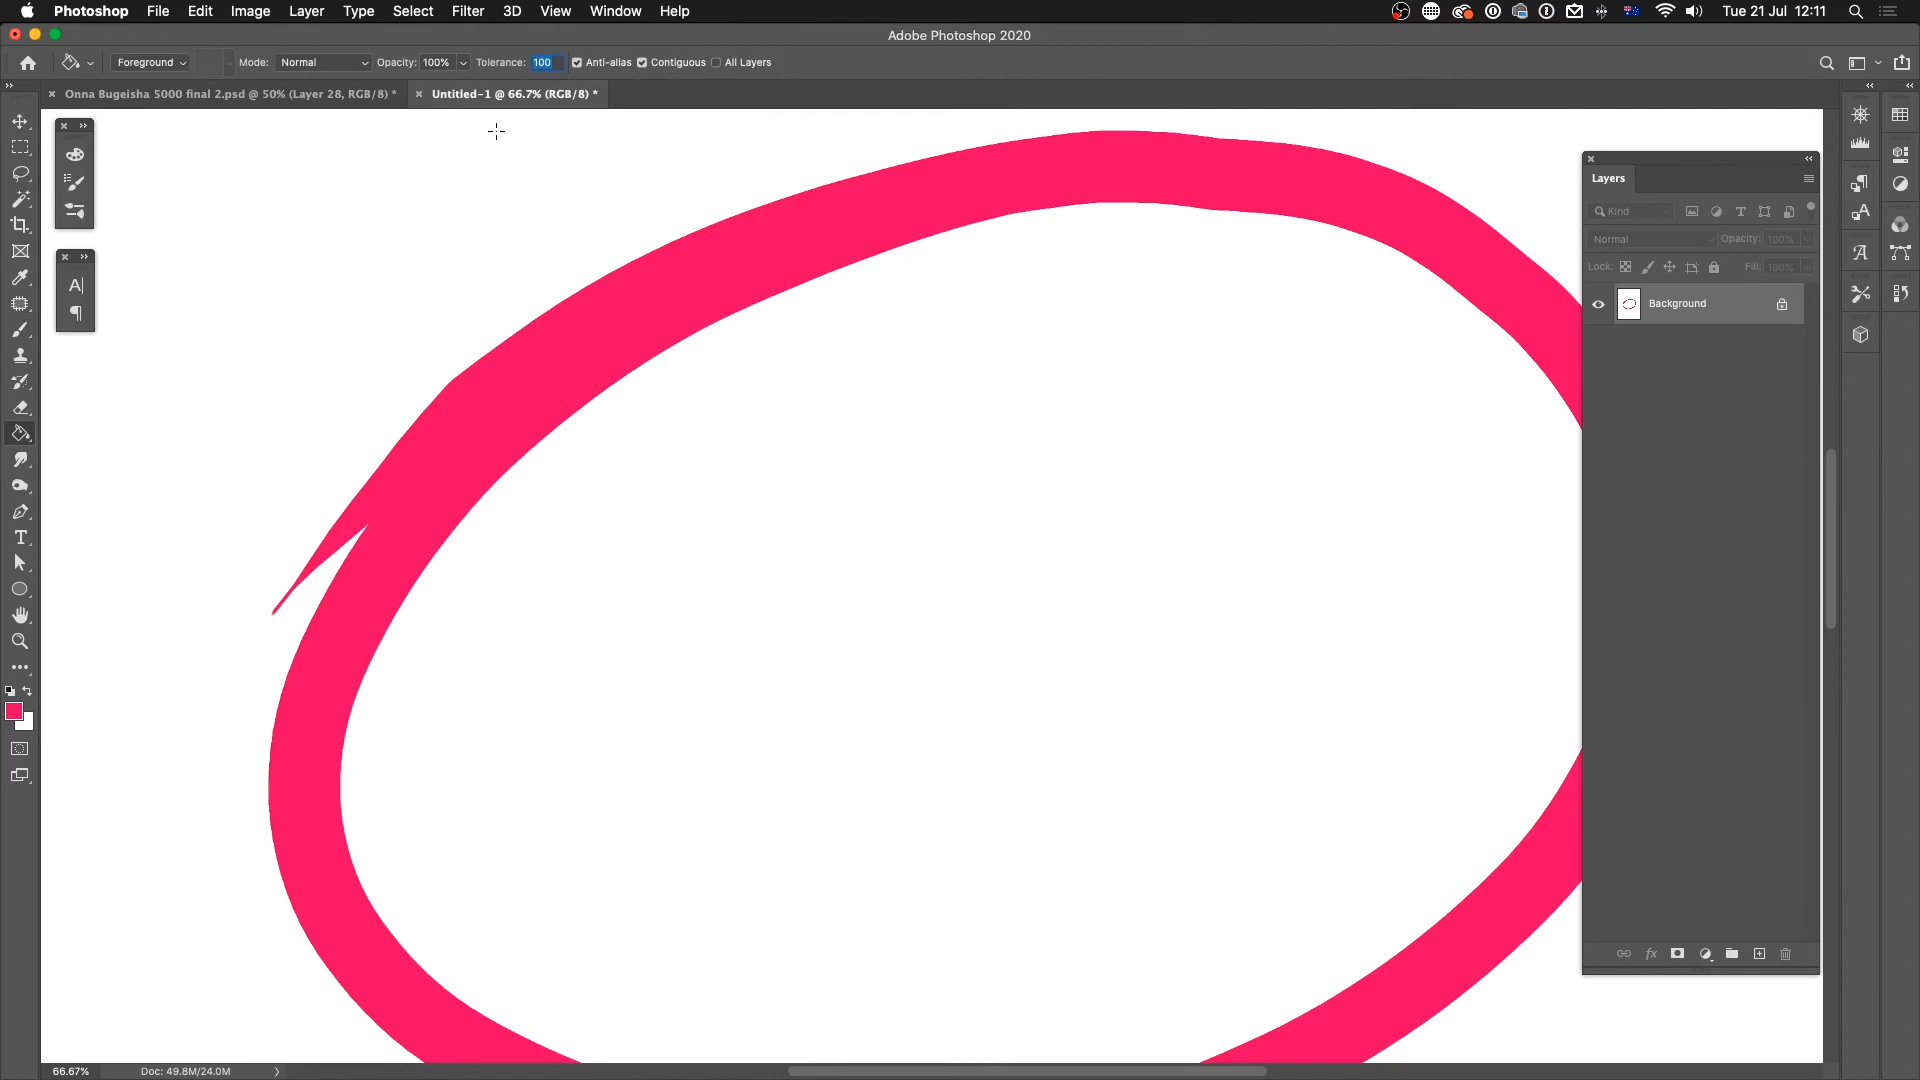 Photoshop File Edit Image Layer Type Select Filter 3D View Window Help Tue 21 Jul 12:11
Adobe Photoshop 2020
Foreground Mode: Normal Opacity: 100% Tolerance: 100 Anti-alias Contiguous All Layers
Onna Bugeisha 5000 final 2.psd @ 50% (Layer 28, RGB/8) * Untitled-1 @ 66.7% (RGB/8) *
Layers
Kind
Normal Opacity: 100%
Lock: Fill: 100%
Background
fx
66.67% Doc: 49.8M/24.0M